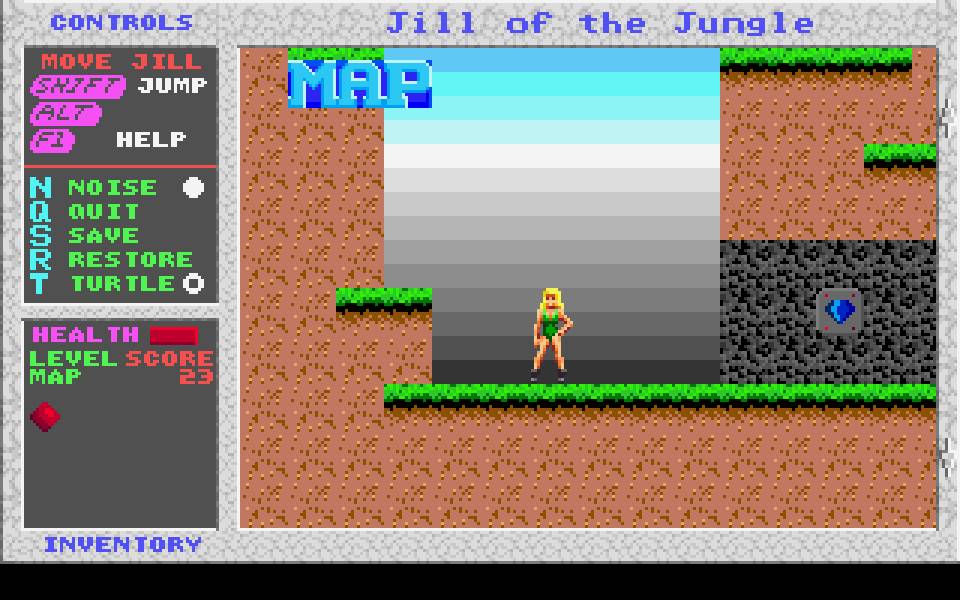 CONTROLS
Jill of the Jungle
MOVE JILL
SHIFT JUMP
ALT
F1 HELP
N NOISE
Q QUIT
S SAVE
R RESTORE
T TURTLE
HEALTH
LEVEL SCORE
MAP 23
INVENTORY
MAP